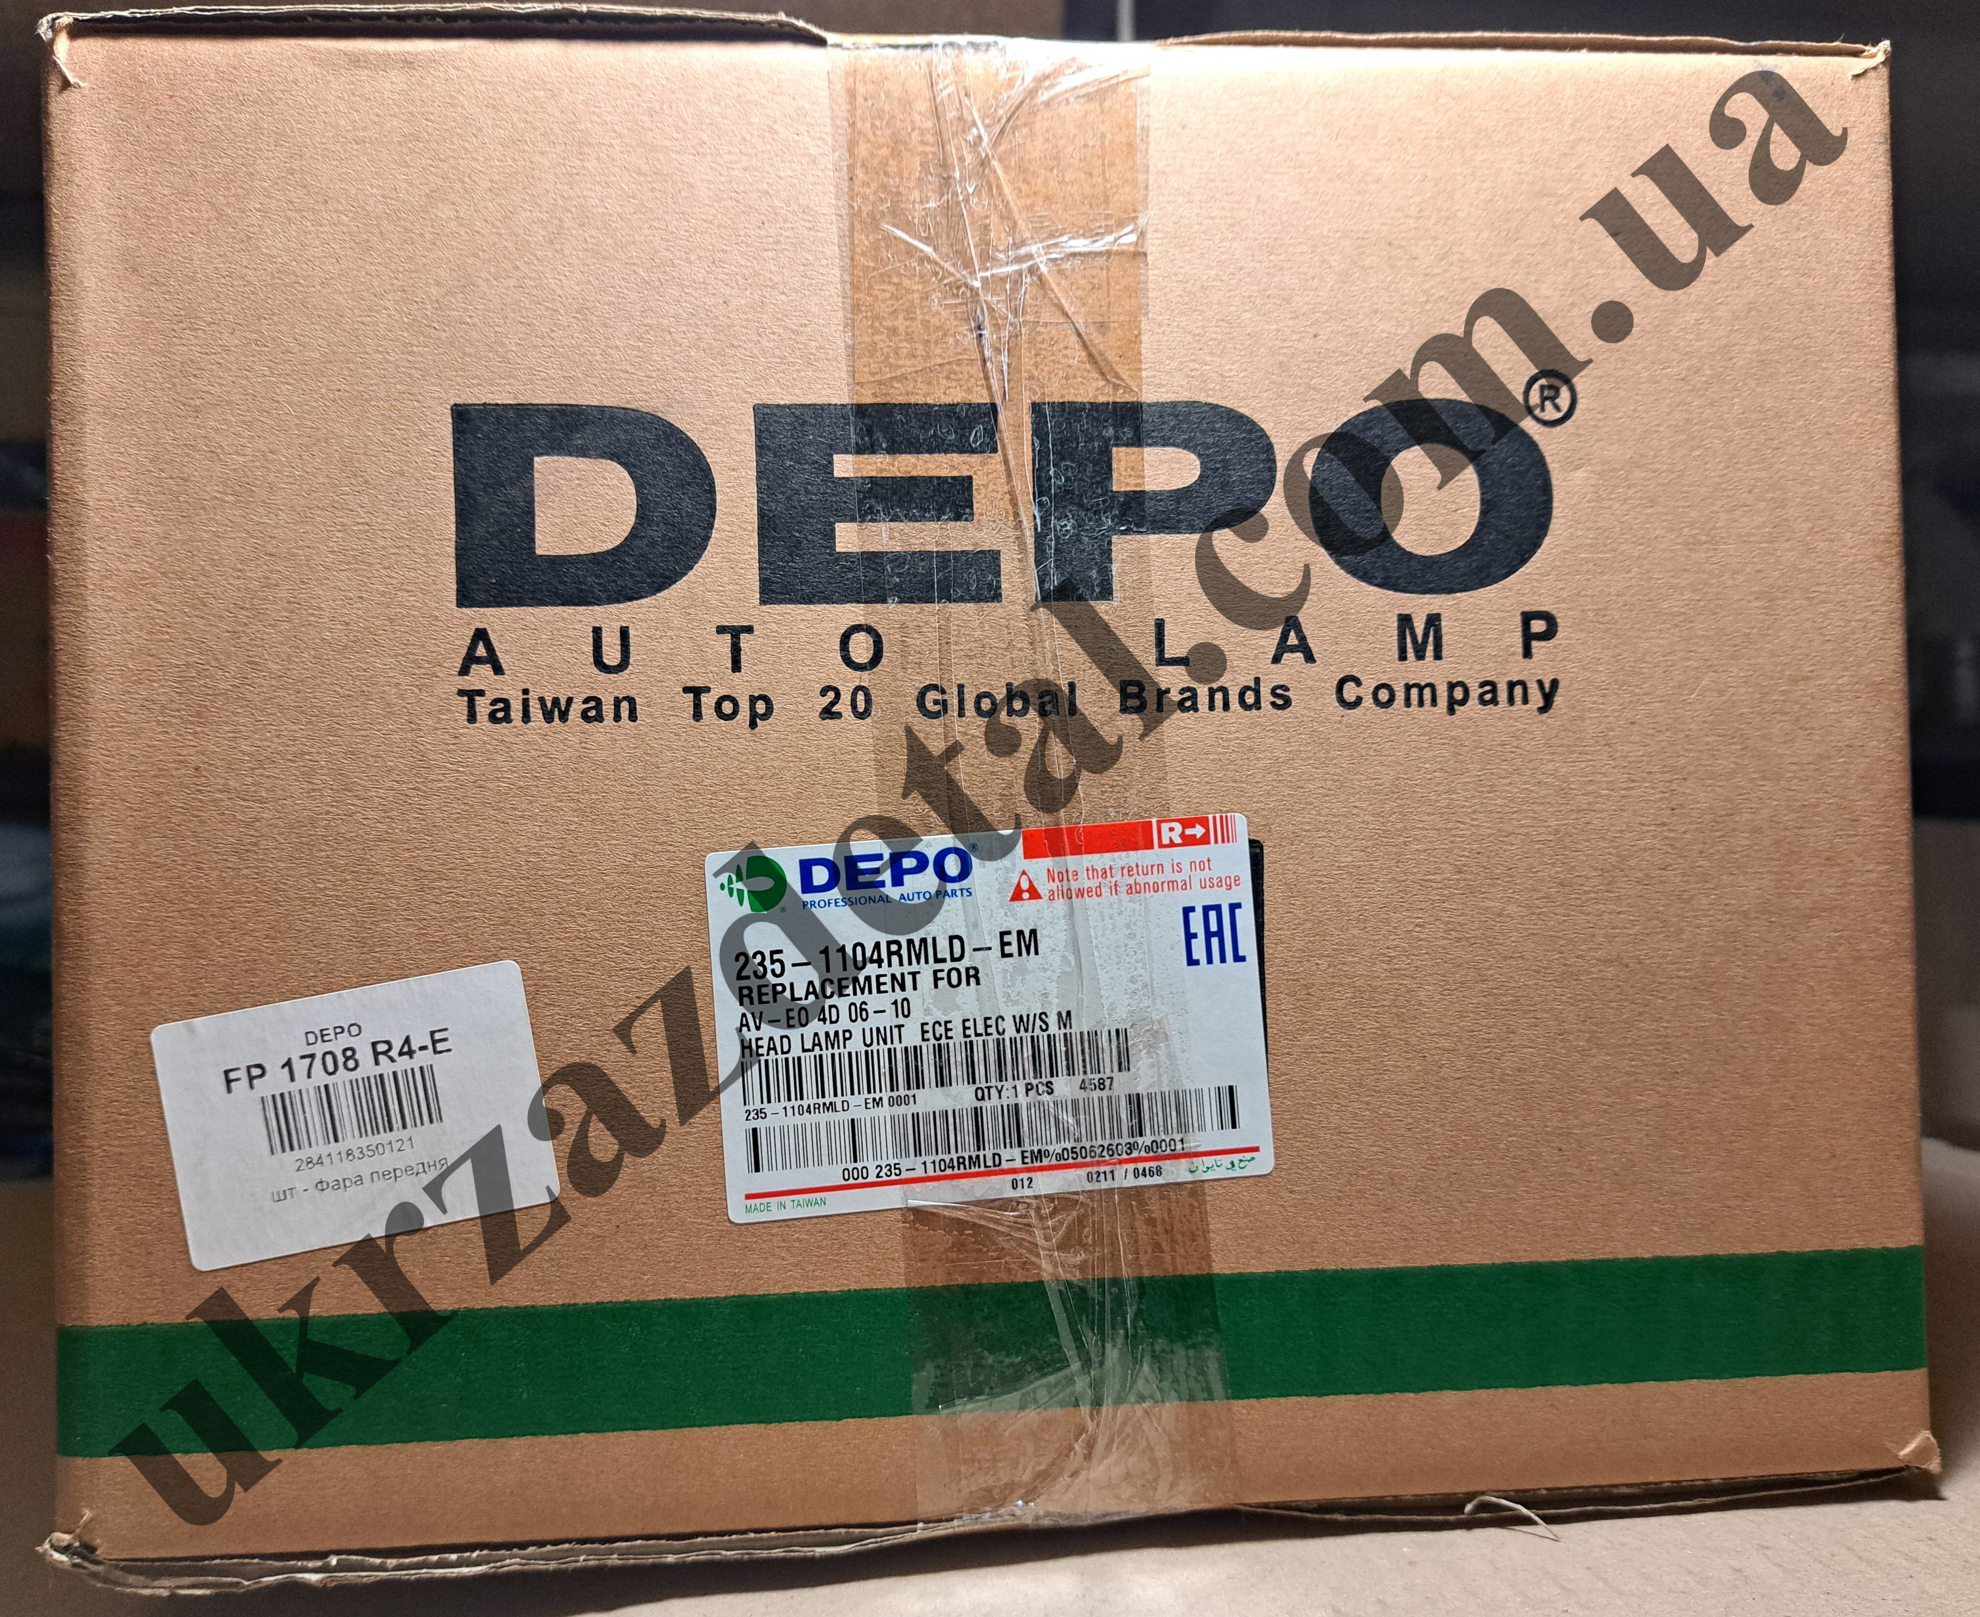 DEPO®
AUTO LAMP
Taiwan Top 20 Global Brands Company
DEPO®
PROFESSIONAL AUTO PARTS
R→
Note that return is not
allowed if abnormal usage
EAC
235-1104RMLD-EM
REPLACEMENT FOR
AV-EO 4D 06-10
HEAD LAMP UNIT ECE ELEC W/S M
QTY:1 PCS 4587
235-1104RMLD-EM 0001
000 235-1104RMLD-EM%05062603%0001
012 0211 / 0468
MADE IN TAIWAN
DEPO
FP 1708 R4-E
284118350121
шт - Фара передня
ukrzazdetal.com.ua